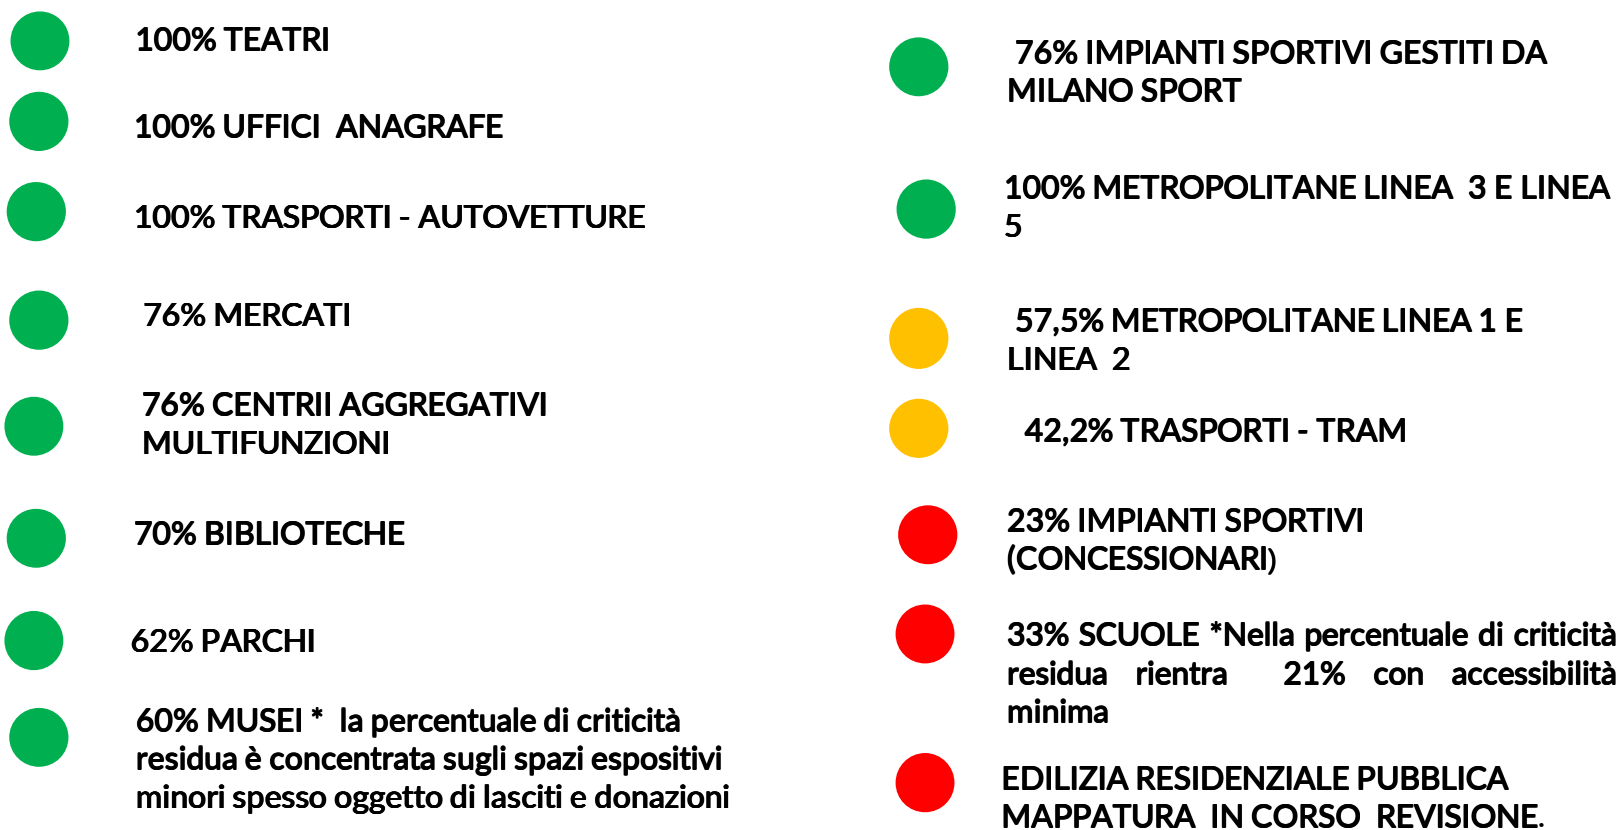 100% TEATRI
100% UFFICI ANAGRAFE
100% TRASPORTI - AUTOVETTURE
76% MERCATI
76% CENTRII AGGREGATIVI
MULTIFUNZIONI
70% BIBLIOTECHE
62% PARCHI
60% MUSEI * la percentuale di criticità
residua è concentrata sugli spazi espositivi
minori spesso oggetto di lasciti e donazioni
76% IMPIANTI SPORTIVI GESTITI DA
MILANO SPORT
100% METROPOLITANE LINEA 3 E LINEA
5
57,5% METROPOLITANE LINEA 1 E
LINEA 2
42,2% TRASPORTI - TRAM
23% IMPIANTI SPORTIVI
(CONCESSIONARI)
33% SCUOLE *Nella percentuale di criticità
residua rientra 21% con accessibilità
minima
EDILIZIA RESIDENZIALE PUBBLICA
MAPPATURA IN CORSO REVISIONE.